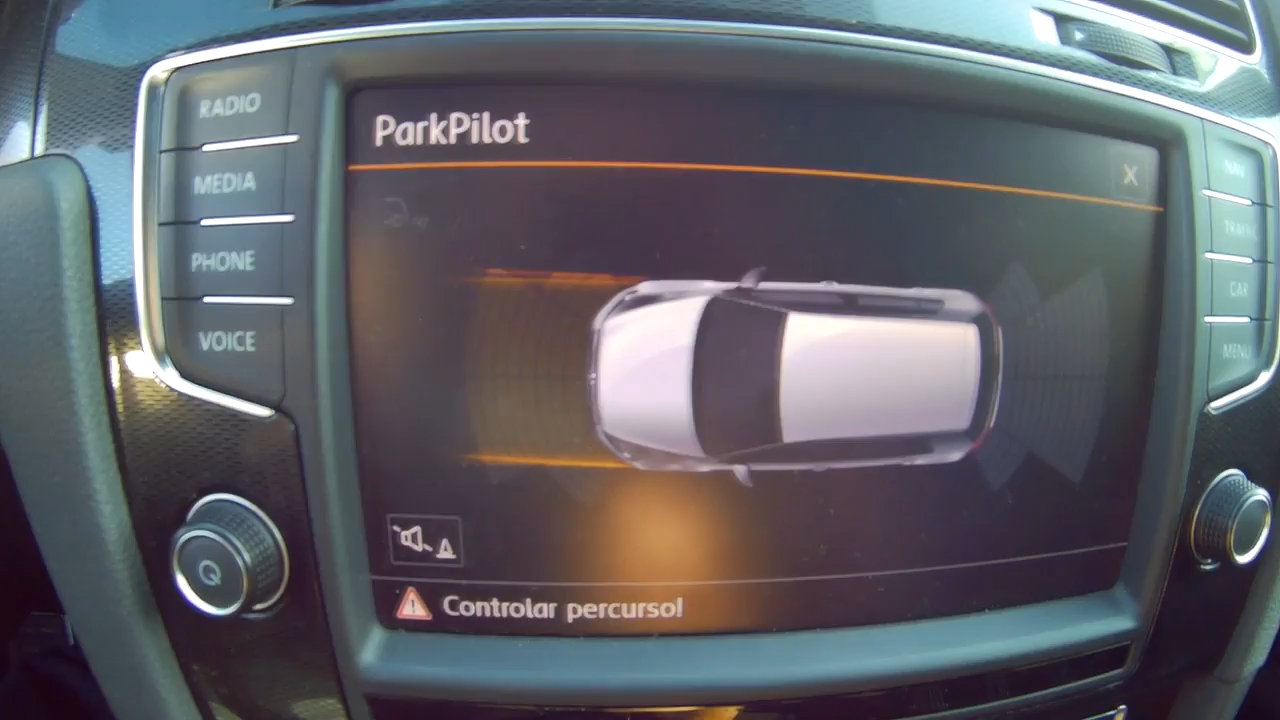 RADIO
MEDIA
PHONE
VOICE
ParkPilot
X
Controlar percurso!
NAV
CAR
MENU